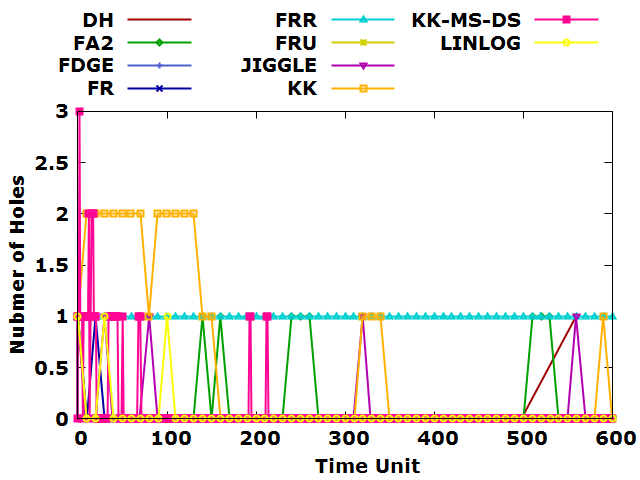 DH FRR KK-MS-DS
FA2 FRU LINLOG
FDGE JIGGLE
FR KK
3
2.5
2
1.5
1
0.5
0
0 100 200 300 400 500 600
Nubmer of Holes
Time Unit